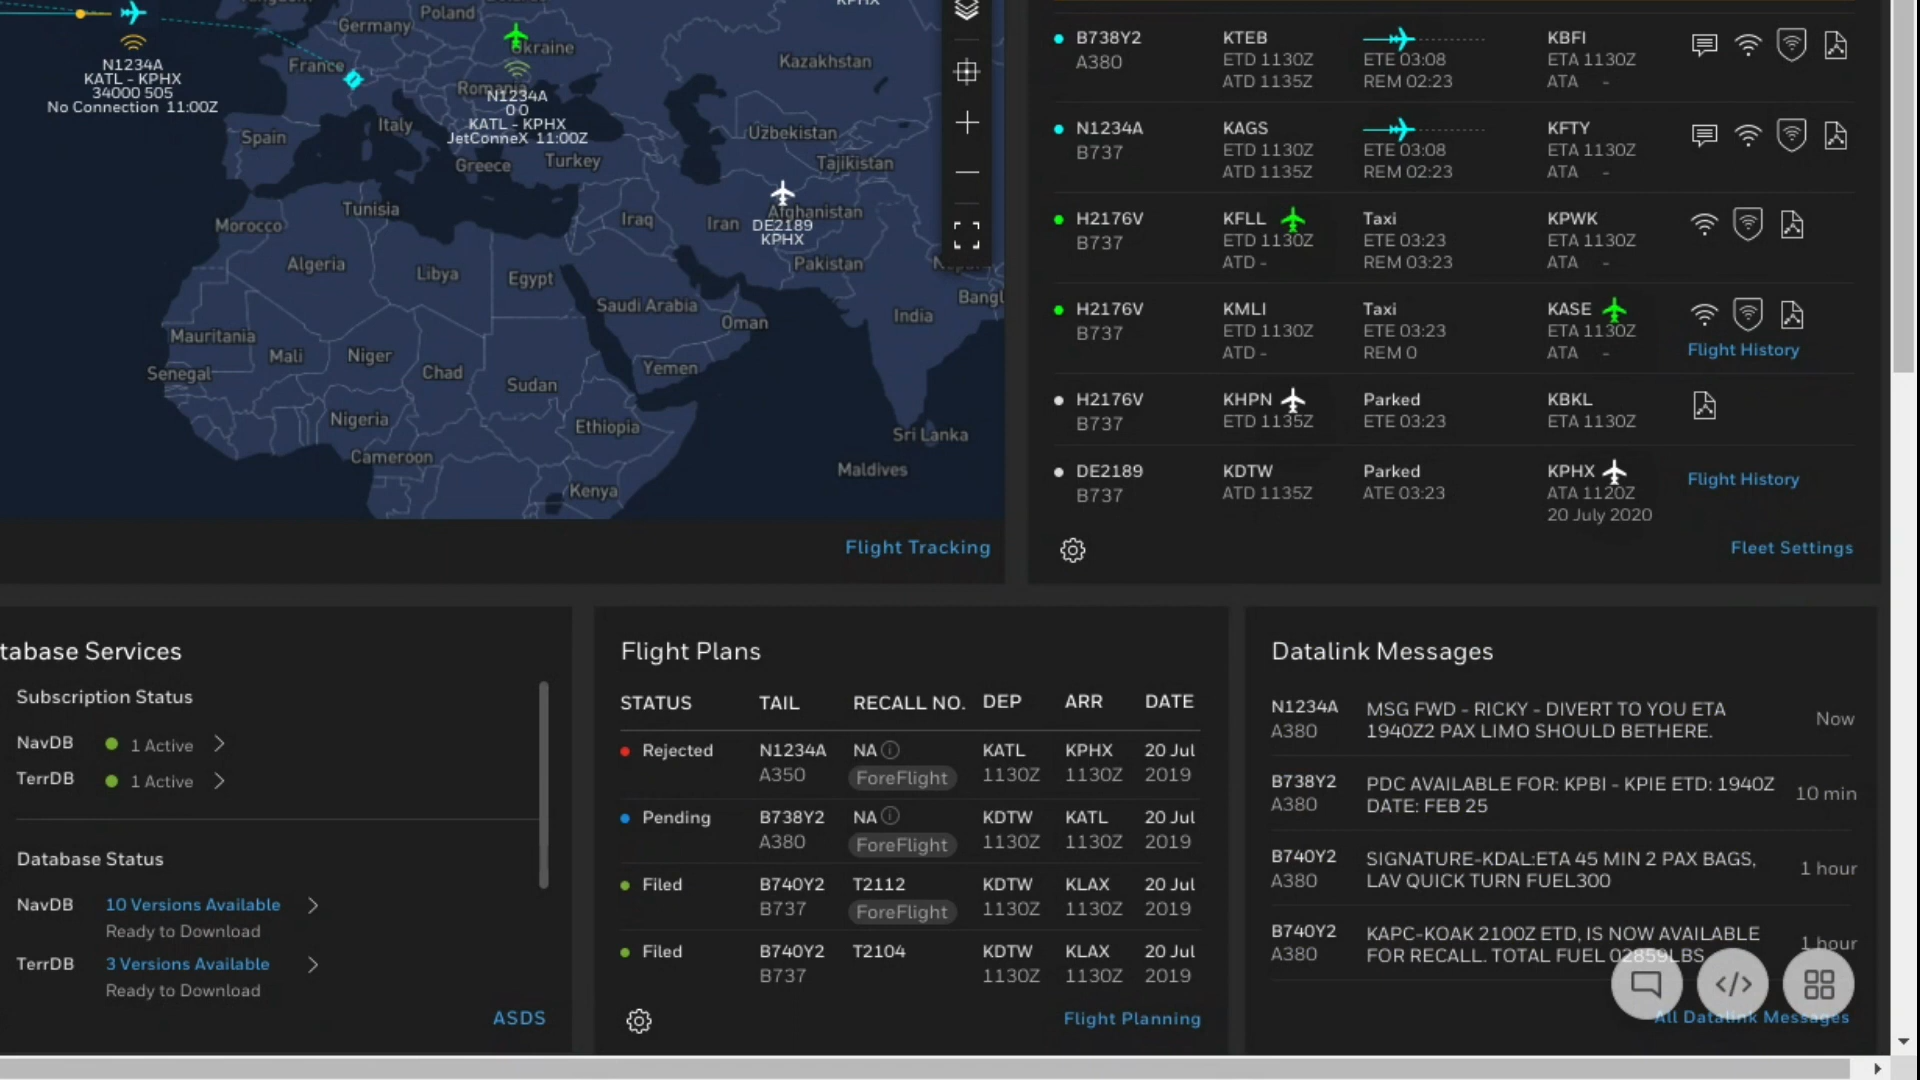 KPHX
Poland
Germany
Ukraine
France
Kazakhstan
N1234A
KATL - KPHX
34000 505
No Connection 11:00Z
Romania
N1234A
0 0
KATL - KPHX
JetConneX 11:00Z
Spain
Italy
Greece
Turkey
Uzbekistan
Tajikistan
Morocco
Tunisia
Iraq
Iran
Afghanistan
DE2189
KPHX
Algeria
Libya
Egypt
Pakistan
Saudi Arabia
Oman
India
Bangl
Mauritania
Mali
Niger
Chad
Sudan
Yemen
Senegal
Nigeria
Ethiopia
Cameroon
Sri Lanka
Maldives
Kenya
Flight Tracking
B738Y2 KTEB KBFI
A380 ETD 1130Z ETE 03:08 ETA 1130Z
ATD 1135Z REM 02:23 ATA -
N1234A KAGS KFTY
B737 ETD 1130Z ETE 03:08 ETA 1130Z
ATD 1135Z REM 02:23 ATA -
H2176V KFLL Taxi KPWK
B737 ETD 1130Z ETE 03:23 ETA 1130Z
ATD - REM 03:23 ATA -
H2176V KMLI Taxi KASE
B737 ETD 1130Z ETE 03:23 ETA 1130Z
ATD - REM 0 ATA - Flight History
H2176V KHPN Parked KBKL
B737 ETD 1135Z ETE 03:23 ETA 1130Z
DE2189 KDTW Parked KPHX Flight History
B737 ATD 1135Z ATE 03:23 ATA 1120Z
20 July 2020
Fleet Settings
tabase Services
Subscription Status
NavDB 1 Active
TerrDB 1 Active
Database Status
NavDB 10 Versions Available
Ready to Download
TerrDB 3 Versions Available
Ready to Download
ASDS
Flight Plans
STATUS TAIL RECALL NO. DEP ARR DATE
Rejected N1234A NA KATL KPHX 20 Jul
A350 ForeFlight 1130Z 1130Z 2019
Pending B738Y2 NA KDTW KATL 20 Jul
A380 ForeFlight 1130Z 1130Z 2019
Filed B740Y2 T2112 KDTW KLAX 20 Jul
B737 ForeFlight 1130Z 1130Z 2019
Filed B740Y2 T2104 KDTW KLAX 20 Jul
B737 1130Z 1130Z 2019
Flight Planning
Datalink Messages
N1234A MSG FWD - RICKY - DIVERT TO YOU ETA Now
A380 1940Z2 PAX LIMO SHOULD BETHERE.
B738Y2 PDC AVAILABLE FOR: KPBI - KPIE ETD: 1940Z 10 min
A380 DATE: FEB 25
B740Y2 SIGNATURE-KDAL:ETA 45 MIN 2 PAX BAGS, 1 hour
A380 LAV QUICK TURN FUEL300
B740Y2 KAPC-KOAK 2100Z ETD, IS NOW AVAILABLE 1 hour
A380 FOR RECALL. TOTAL FUEL 02859LBS
All Datalink Messages